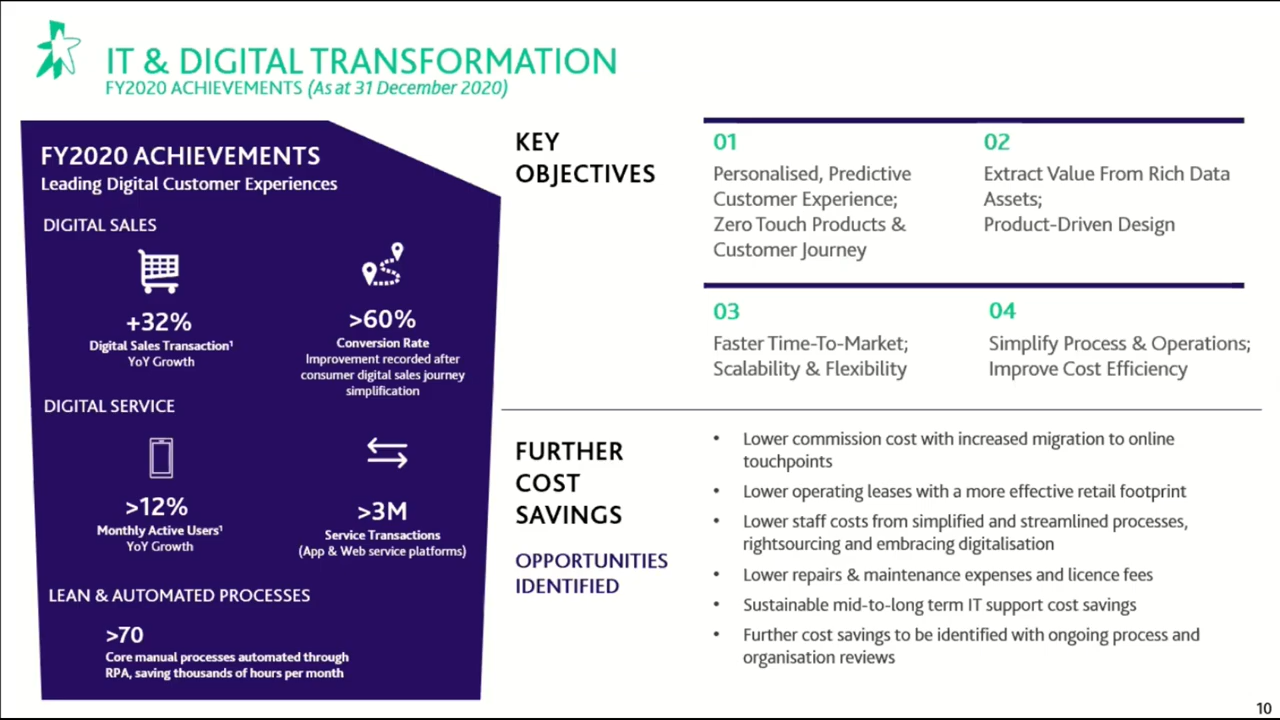 IT & DIGITAL TRANSFORMATION
FY2020 ACHIEVEMENTS (As at 31 December 2020)
FY2020 ACHIEVEMENTS
Leading Digital Customer Experiences
DIGITAL SALES
+32%
Digital Sales Transaction¹
YoY Growth
>60%
Conversion Rate
Improvement recorded after
consumer digital sales journey
simplification
DIGITAL SERVICE
>12%
Monthly Active Users¹
YoY Growth
>3M
Service Transactions
(App & Web service platforms)
LEAN & AUTOMATED PROCESSES
>70
Core manual processes automated through
RPA, saving thousands of hours per month
KEY
OBJECTIVES
01
Personalised, Predictive
Customer Experience;
Zero Touch Products &
Customer Journey
02
Extract Value From Rich Data
Assets;
Product-Driven Design
03
Faster Time-To-Market;
Scalability & Flexibility
04
Simplify Process & Operations;
Improve Cost Efficiency
FURTHER
COST
SAVINGS
OPPORTUNITIES
IDENTIFIED
• Lower commission cost with increased migration to online
touchpoints
• Lower operating leases with a more effective retail footprint
• Lower staff costs from simplified and streamlined processes,
rightsourcing and embracing digitalisation
• Lower repairs & maintenance expenses and licence fees
• Sustainable mid-to-long term IT support cost savings
• Further cost savings to be identified with ongoing process and
organisation reviews
10